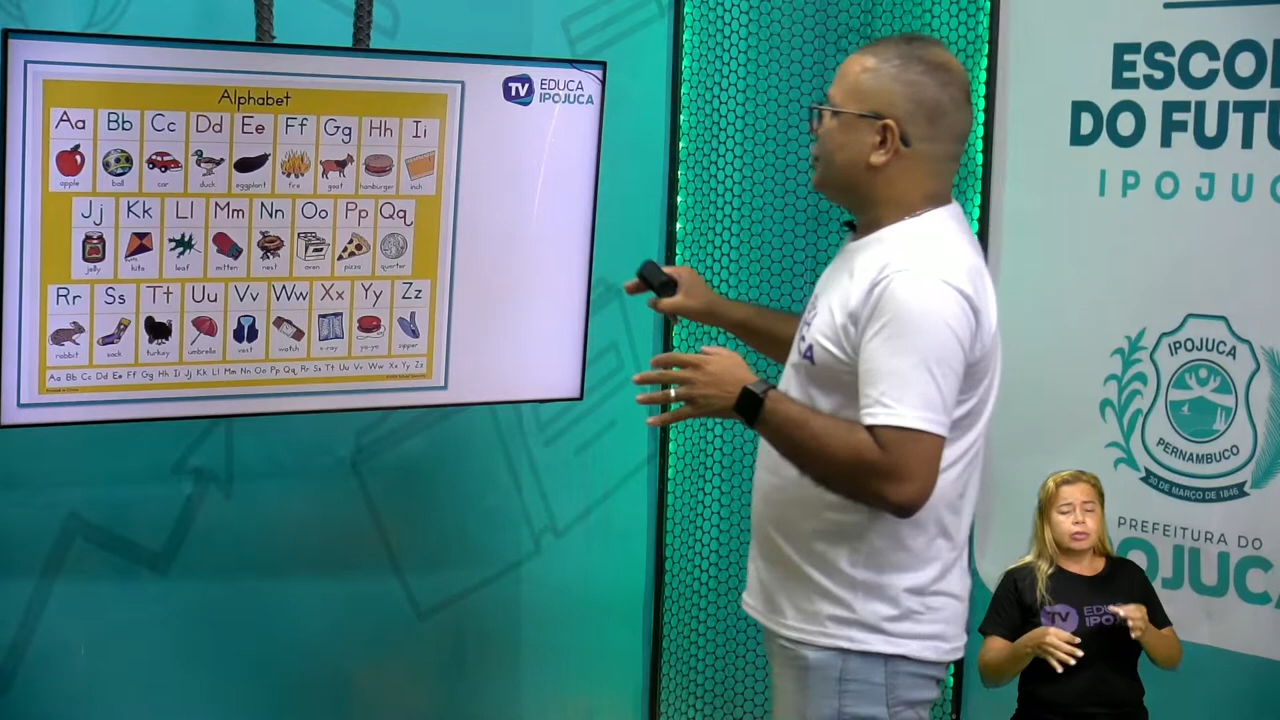 Alphabet
Aa Bb Cc Dd Ee Ff Gg Hh Ii
apple ball car duck eggplant fire goat hamburger inch
Jj Kk Ll Mm Nn Oo Pp Qq
jelly kite leaf mitten nest oven pizza quarter
Rr Ss Tt Uu Vv Ww Xx Yy Zz
rabbit sock turkey umbrella vest watch x-ray yo-yo zipper
Aa Bb Cc Dd Ee Ff Gg Hh Ii Jj Kk Ll Mm Nn Oo Pp Qq Rr Ss Tt Uu Vv Ww Xx Yy Zz
TV EDUCA
IPOJUCA
ESCOL
DO FUTU
IPOJUC
IPOJUCA
PERNAMBUCO
30 DE MARÇO DE 1846
PREFEITURA DO
OJUCA
UCA
TV EDUC
IPOJ